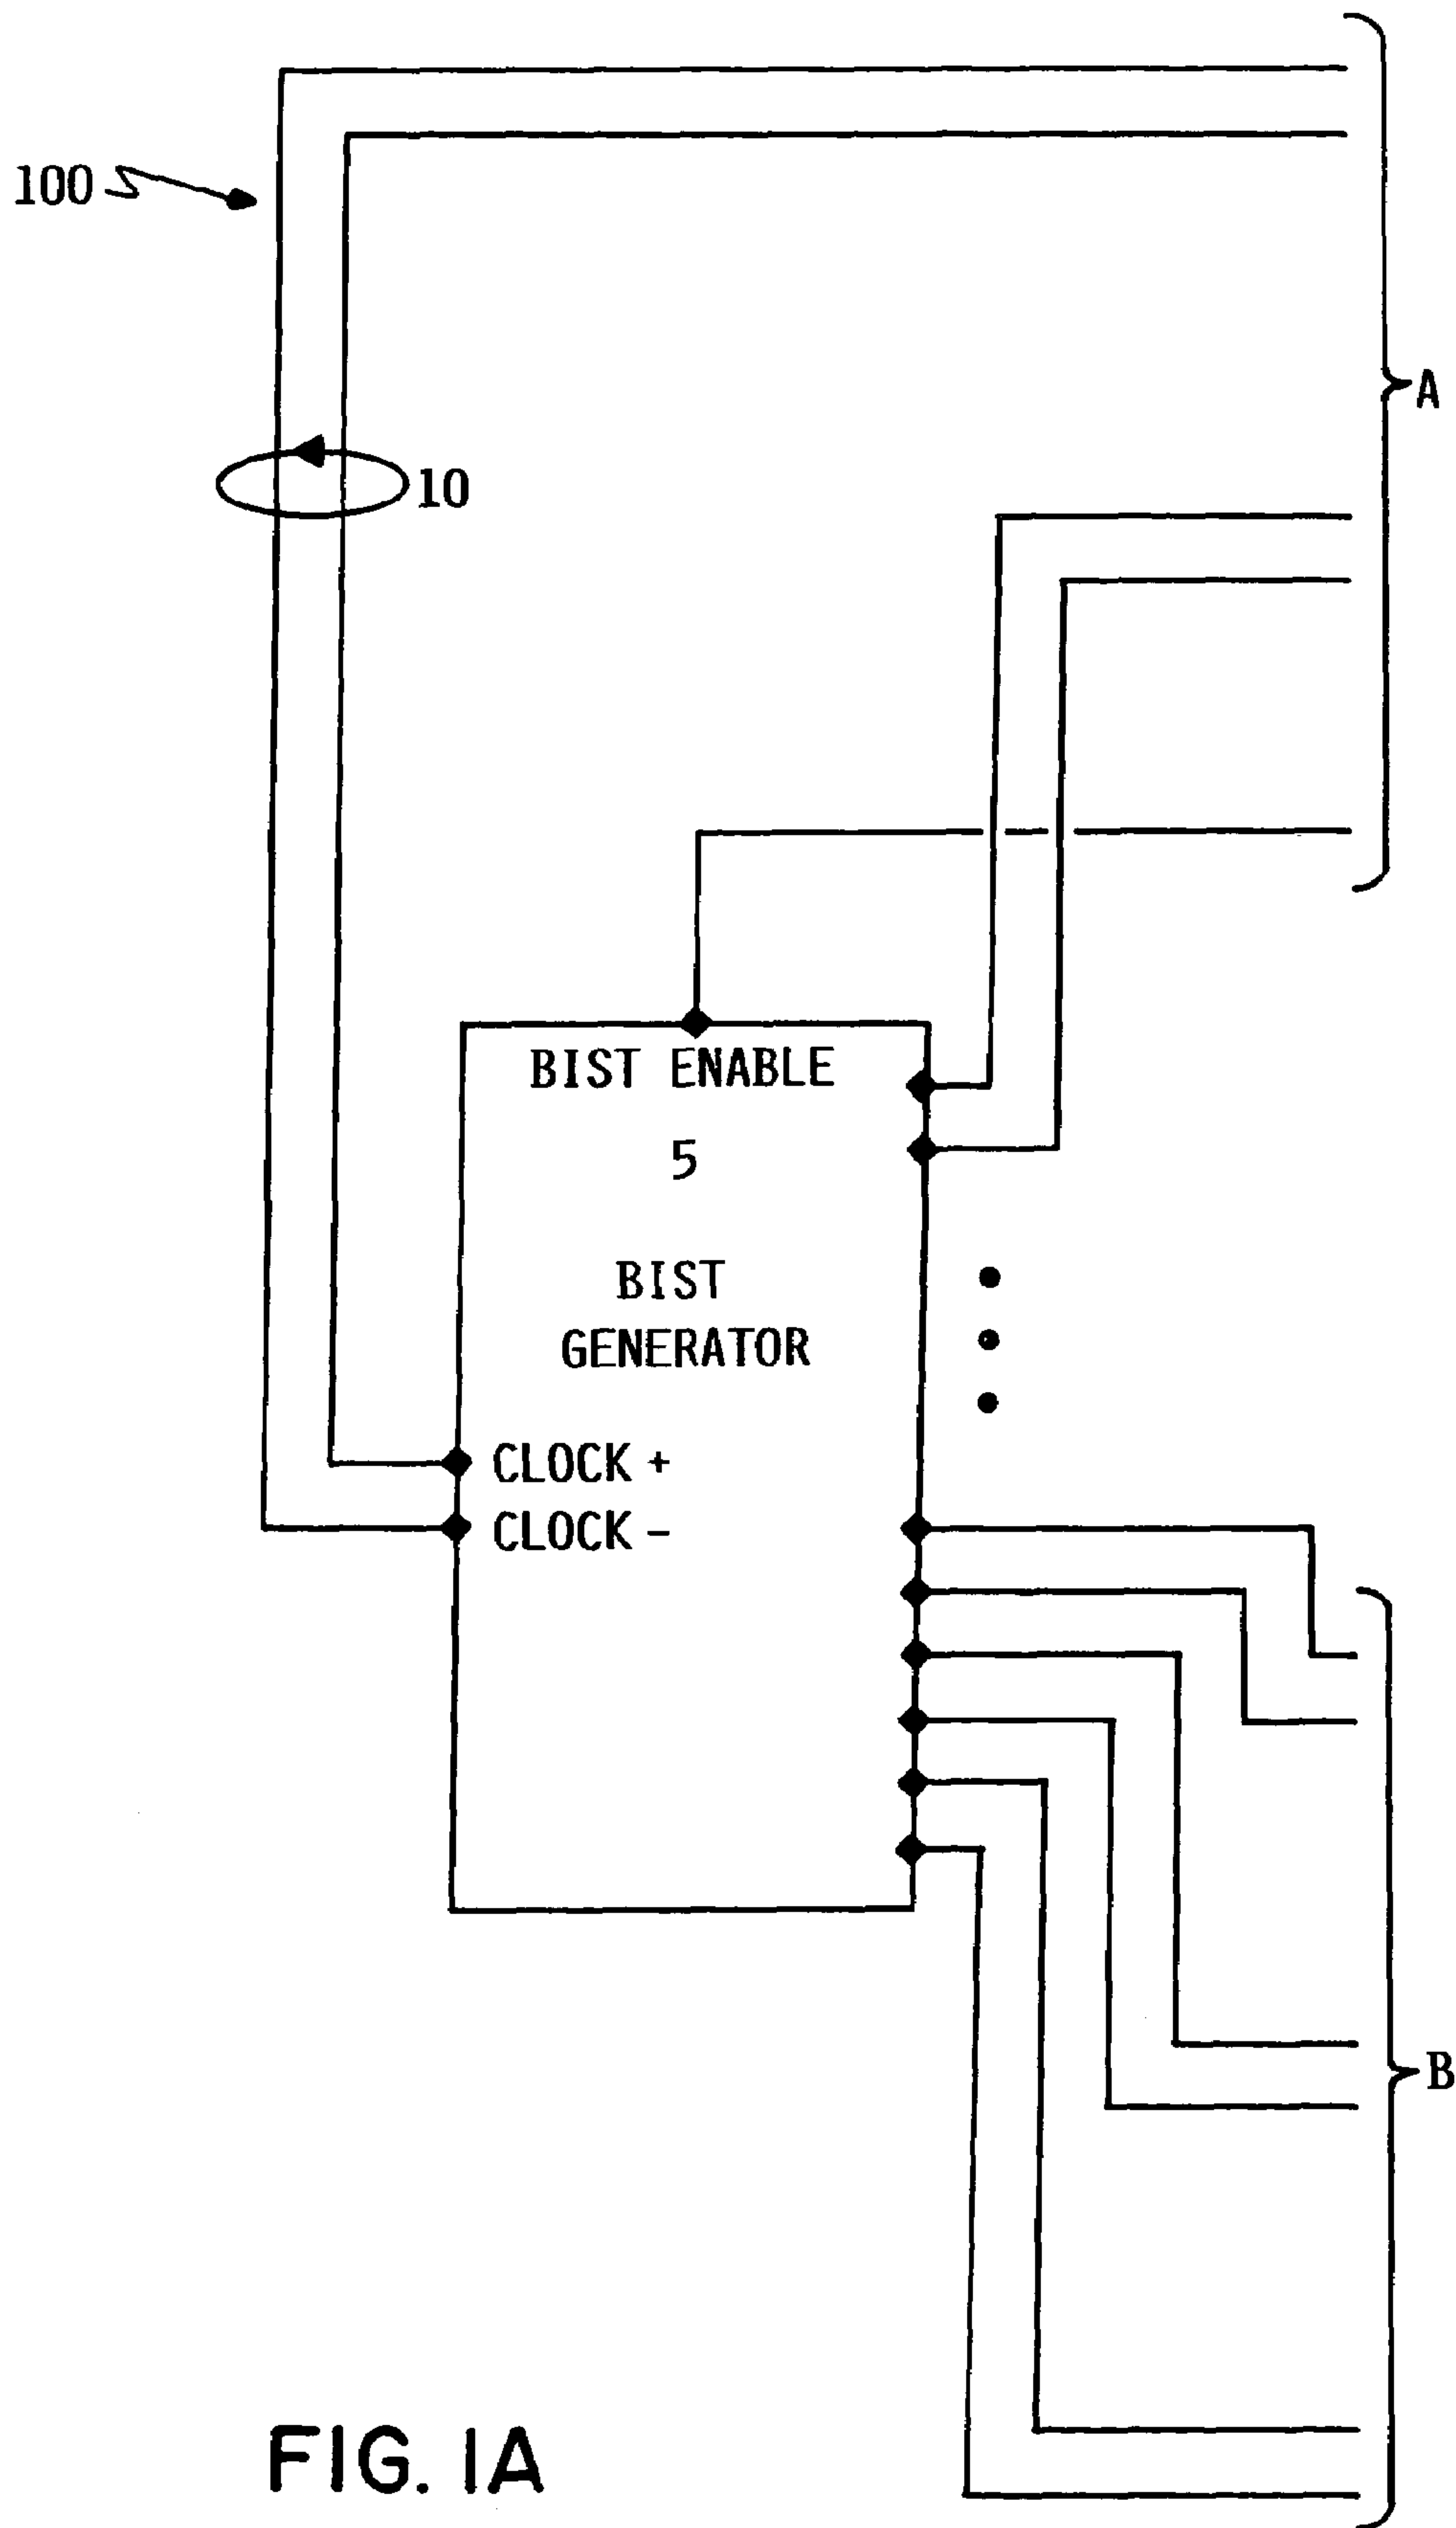 100
A
10
BIST ENABLE
5
BIST
GENERATOR
CLOCK +
CLOCK -
B
FIG. 1A